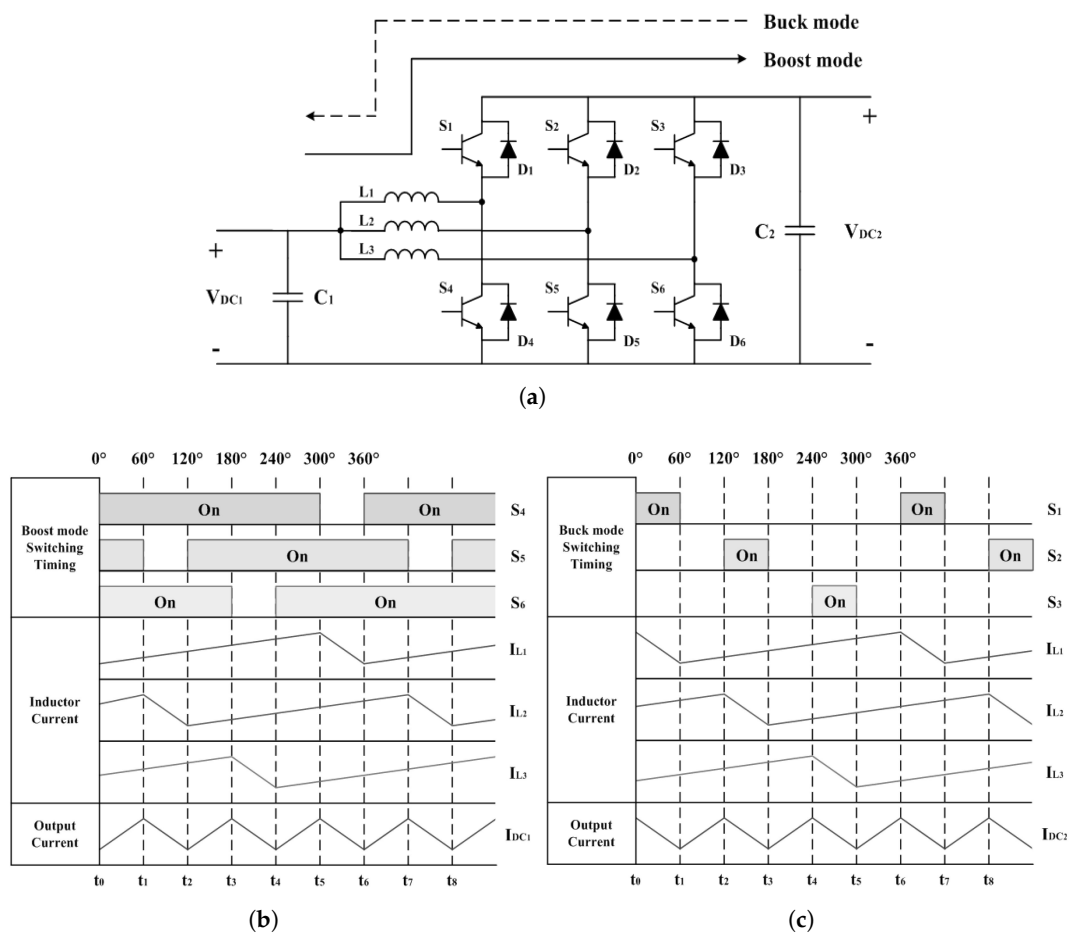 Buck mode
Boost mode
S1 S2 S3
D1 D2 D3
L1
L2
L3
+ +
C2 VDC2
S4 S5 S6
VDC1 C1
D4 D5 D6
- -
(a)
0° 60° 120° 180° 240° 300° 360°
Boost mode
Switching
Timing
On On S4
On S5
On On S6
Inductor
Current
IL1
IL2
IL3
Output
Current
IDC1
t0 t1 t2 t3 t4 t5 t6 t7 t8
(b)
0° 60° 120° 180° 240° 300° 360°
Buck mode
Switching
Timing
On On S1
On On S2
On S3
Inductor
Current
IL1
IL2
IL3
Output
Current
IDC2
t0 t1 t2 t3 t4 t5 t6 t7 t8
(c)